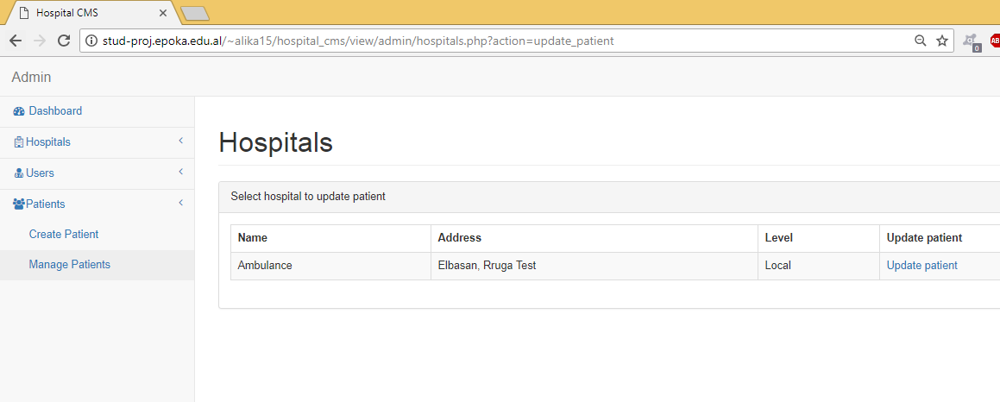 Hospital CMS
stud-proj.epoka.edu.al/~alika15/hospital_cms/view/admin/hospitals.php?action=update_patient
0
AB
Admin
Dashboard
Hospitals
Users
Patients
Create Patient
Manage Patients
Hospitals
Select hospital to update patient
Name Address Level Update patient
Ambulance Elbasan, Rruga Test Local Update patient